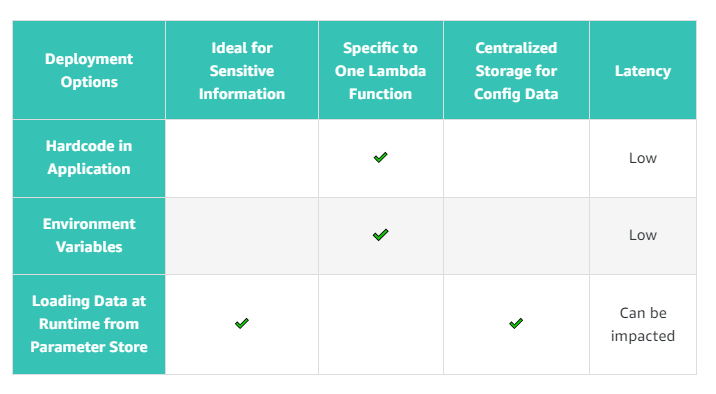 Deployment
Options
Ideal for
Sensitive
Information
Specific to
One Lambda
Function
Centralized
Storage for
Config Data
Latency
Hardcode in
Application
Low
Environment
Variables
Low
Loading Data at
Runtime from
Parameter Store
Can be
impacted